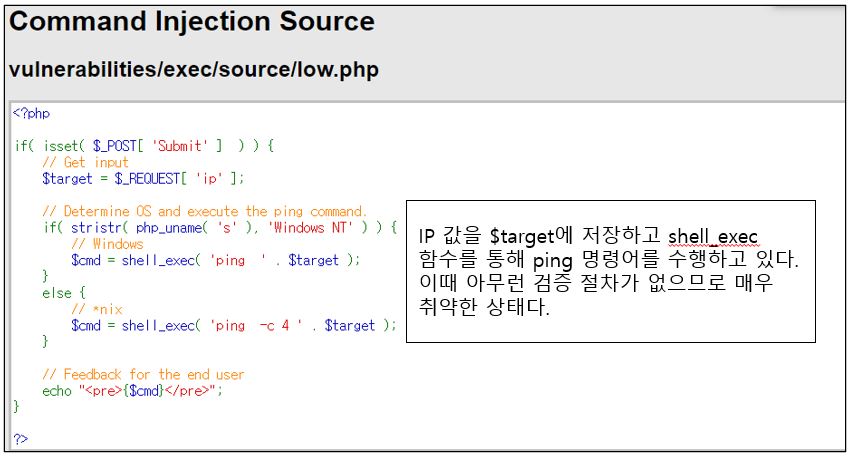 Command Injection Source
vulnerabilities/exec/source/low.php
<?php
if( isset( $_POST[ 'Submit' ]  ) ) {
    // Get input
    $target = $_REQUEST[ 'ip' ];
    // Determine OS and execute the ping command.
    if( stristr( php_uname( 's' ), 'Windows NT' ) ) {
        // Windows
        $cmd = shell_exec( 'ping  ' . $target );
    }
    else {
        // *nix
        $cmd = shell_exec( 'ping  -c 4 ' . $target );
    }
    // Feedback for the end user
    echo "<pre>{$cmd}</pre>";
}
?>
IP 값을 $target에 저장하고 shell_exec
함수를 통해 ping 명령어를 수행하고 있다.
이때 아무런 검증 절차가 없으므로 매우
취약한 상태다.